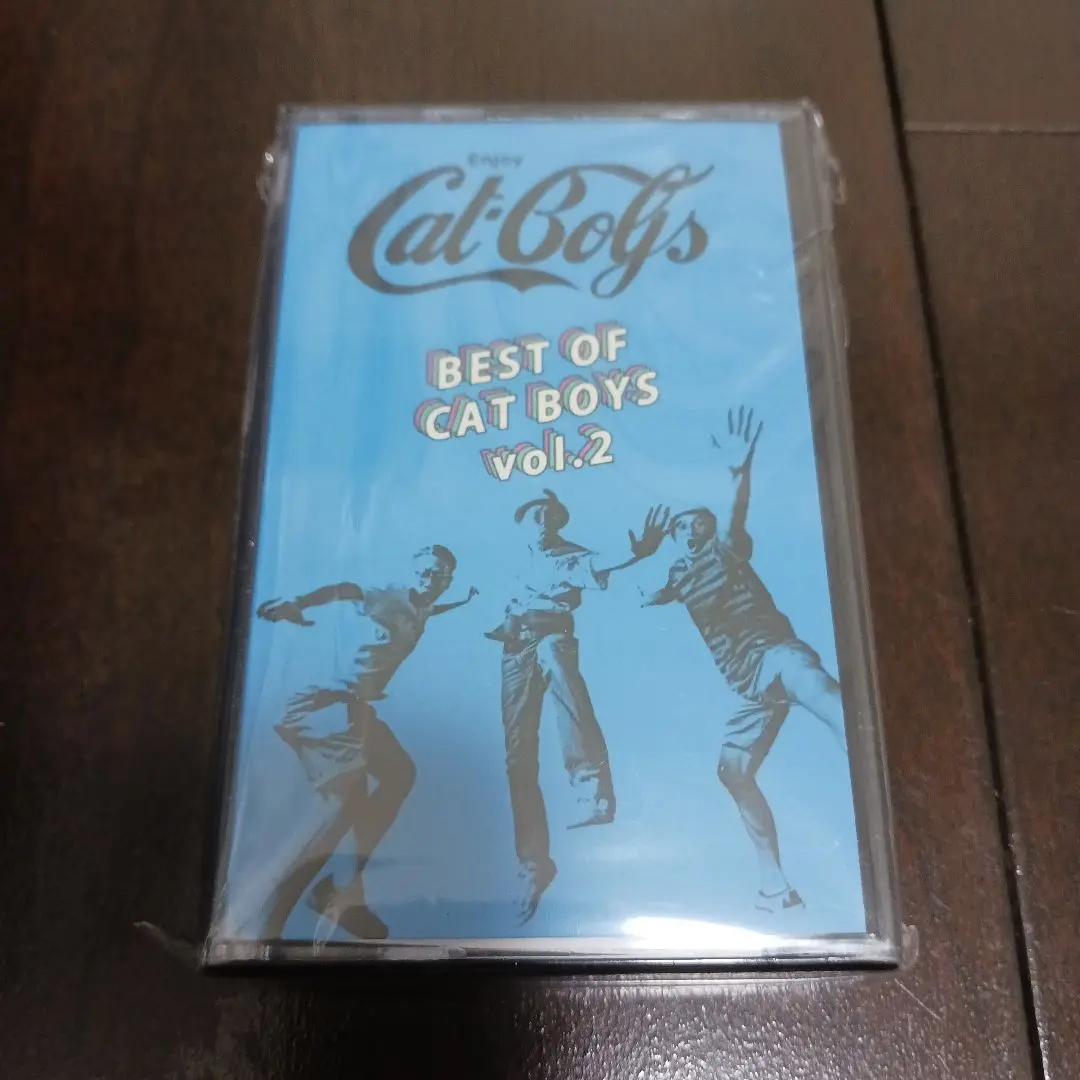 Enjoy
Cat-Boys
BEST OF
CAT BOYS
vol.2